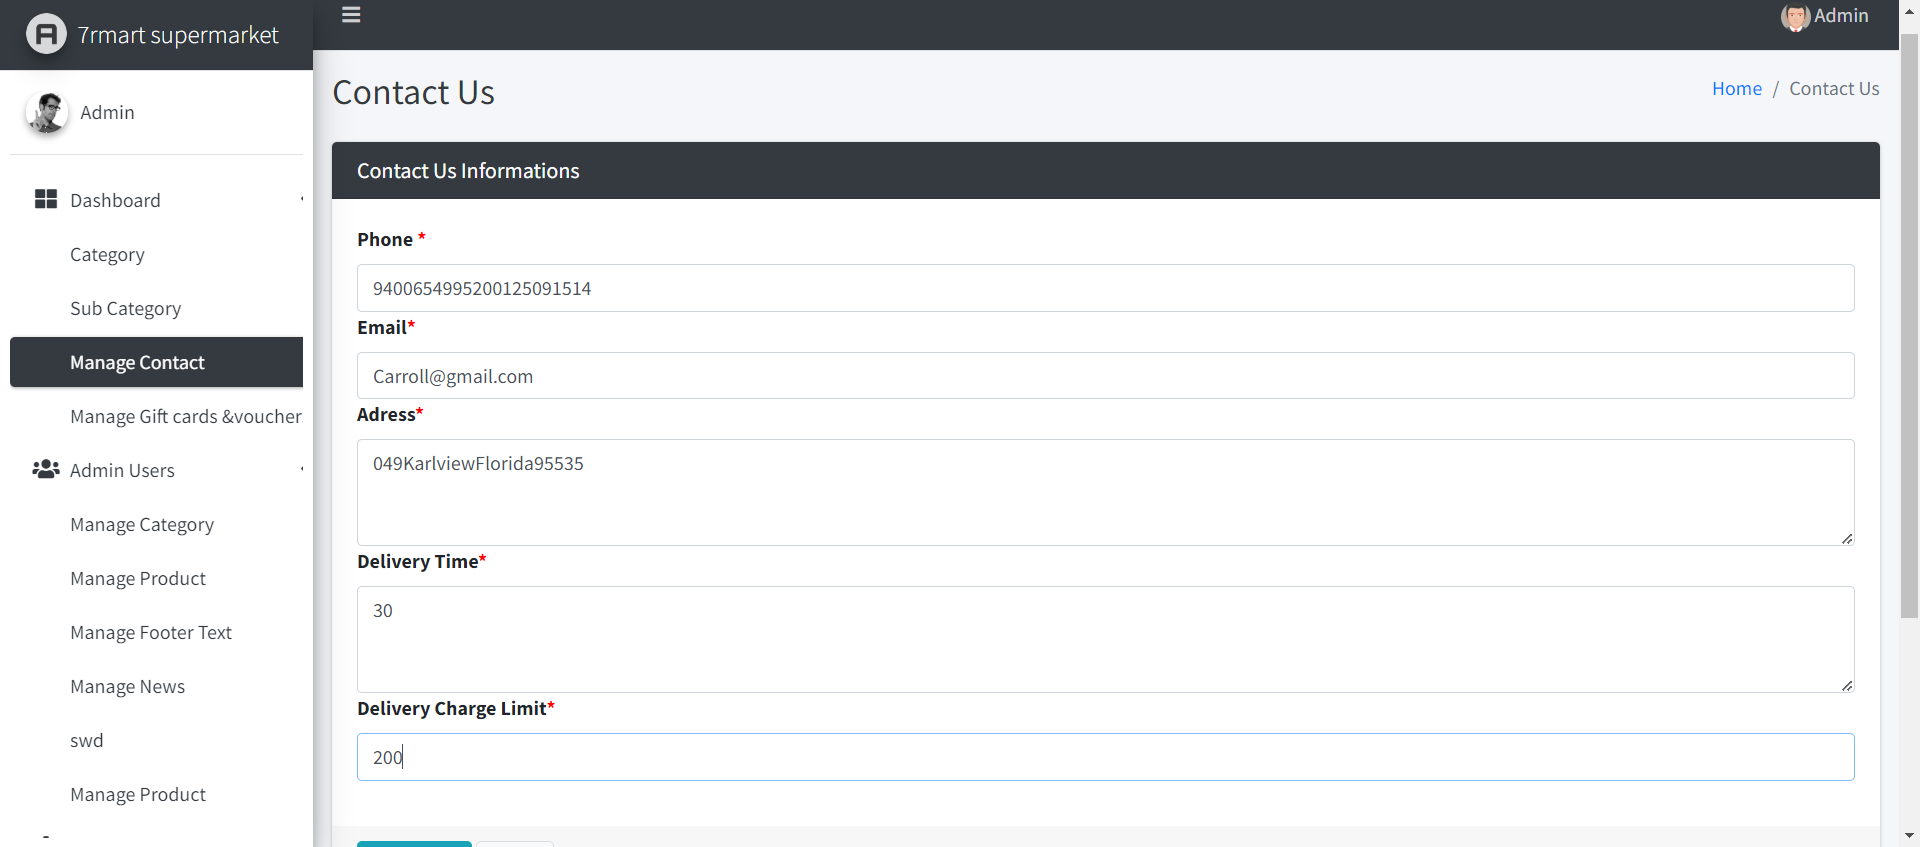 7rmart supermarket
Admin
Admin
Dashboard
Category
Sub Category
Manage Contact
Manage Gift cards &voucher
Admin Users
Manage Category
Manage Product
Manage Footer Text
Manage News
swd
Manage Product
Contact Us
Home / Contact Us
Contact Us Informations
Phone *
9400654995200125091514
Email*
Carroll@gmail.com
Adress*
049KarlviewFlorida95535
Delivery Time*
30
Delivery Charge Limit*
200